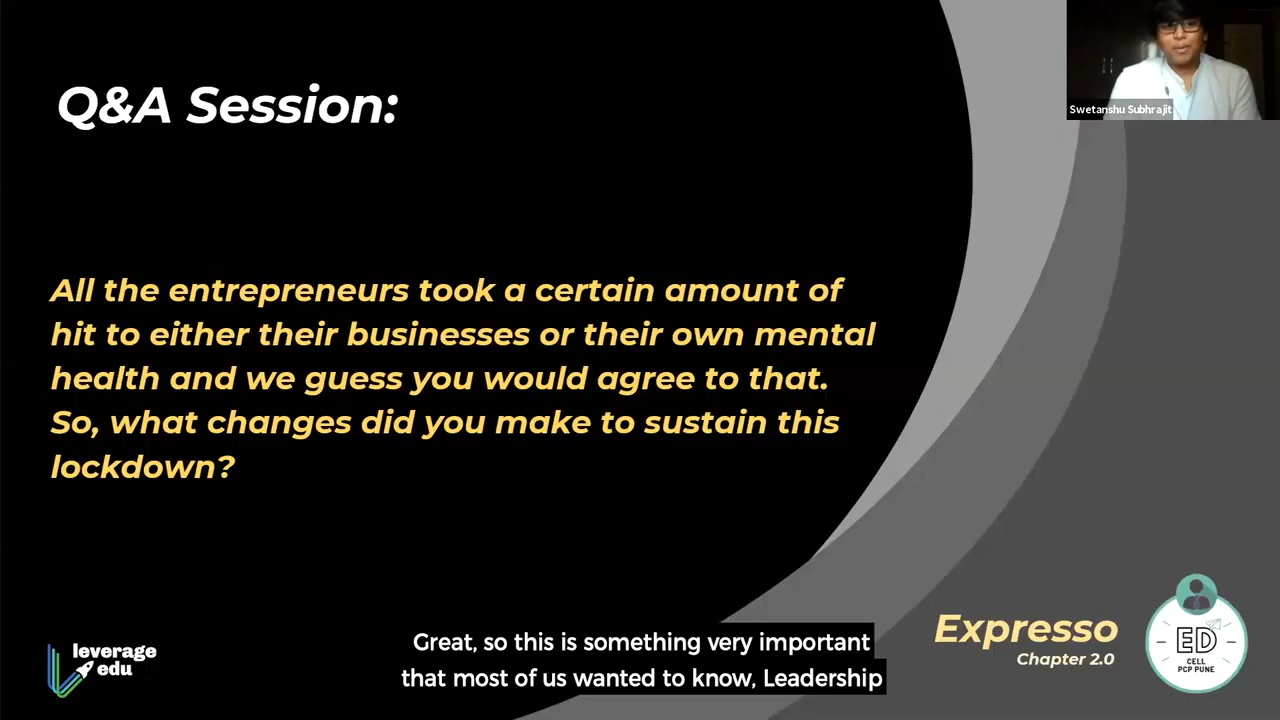 Q&A Session:
Swetanshu Subhrajit
All the entrepreneurs took a certain amount of
hit to either their businesses or their own mental
health and we guess you would agree to that.
So, what changes did you make to sustain this
lockdown?
Great, so this is something very important
that most of us wanted to know, Leadership
leverage
edu
Expresso
Chapter 2.0
ED
CELL
PCP PUNE